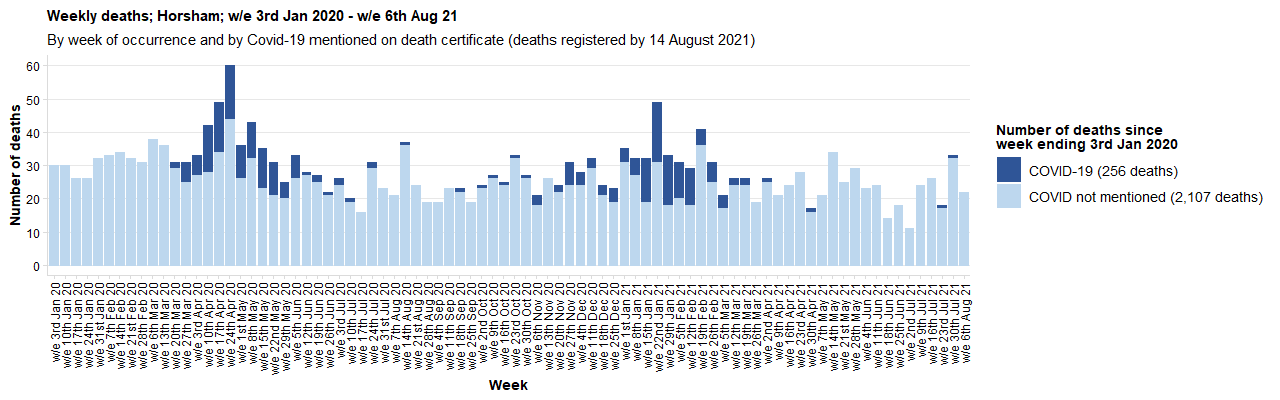 Weekly deaths; Horsham; w/e 3rd Jan 2020 - w/e 6th Aug 21
By week of occurrence and by Covid-19 mentioned on death certificate (deaths registered by 14 August 2021)
Number of deaths
60
50
40
30
20
10
0
w/e 3rd Jan 20
w/e 10th Jan 20
w/e 17th Jan 20
w/e 24th Jan 20
w/e 31st Jan 20
w/e 7th Feb 20
w/e 14th Feb 20
w/e 21st Feb 20
w/e 28th Feb 20
w/e 6th Mar 20
w/e 13th Mar 20
w/e 20th Mar 20
w/e 27th Mar 20
w/e 3rd Apr 20
w/e 10th Apr 20
w/e 17th Apr 20
w/e 24th Apr 20
w/e 1st May 20
w/e 8th May 20
w/e 15th May 20
w/e 22nd May 20
w/e 29th May 20
w/e 5th Jun 20
w/e 12th Jun 20
w/e 19th Jun 20
w/e 26th Jun 20
w/e 3rd Jul 20
w/e 10th Jul 20
w/e 17th Jul 20
w/e 24th Jul 20
w/e 31st Jul 20
w/e 7th Aug 20
w/e 14th Aug 20
w/e 21st Aug 20
w/e 28th Aug 20
w/e 4th Sep 20
w/e 11th Sep 20
w/e 18th Sep 20
w/e 25th Sep 20
w/e 2nd Oct 20
w/e 9th Oct 20
w/e 16th Oct 20
w/e 23rd Oct 20
w/e 30th Oct 20
w/e 6th Nov 20
w/e 13th Nov 20
w/e 20th Nov 20
w/e 27th Nov 20
w/e 4th Dec 20
w/e 11th Dec 20
w/e 18th Dec 20
w/e 25th Dec 20
w/e 1st Jan 21
w/e 8th Jan 21
w/e 15th Jan 21
w/e 22nd Jan 21
w/e 29th Jan 21
w/e 5th Feb 21
w/e 12th Feb 21
w/e 19th Feb 21
w/e 26th Feb 21
w/e 5th Mar 21
w/e 12th Mar 21
w/e 19th Mar 21
w/e 26th Mar 21
w/e 2nd Apr 21
w/e 9th Apr 21
w/e 16th Apr 21
w/e 23rd Apr 21
w/e 30th Apr 21
w/e 7th May 21
w/e 14th May 21
w/e 21st May 21
w/e 28th May 21
w/e 4th Jun 21
w/e 11th Jun 21
w/e 18th Jun 21
w/e 25th Jun 21
w/e 2nd Jul 21
w/e 9th Jul 21
w/e 16th Jul 21
w/e 23rd Jul 21
w/e 30th Jul 21
w/e 6th Aug 21
Week
Number of deaths since
week ending 3rd Jan 2020
COVID-19 (256 deaths)
COVID not mentioned (2,107 deaths)